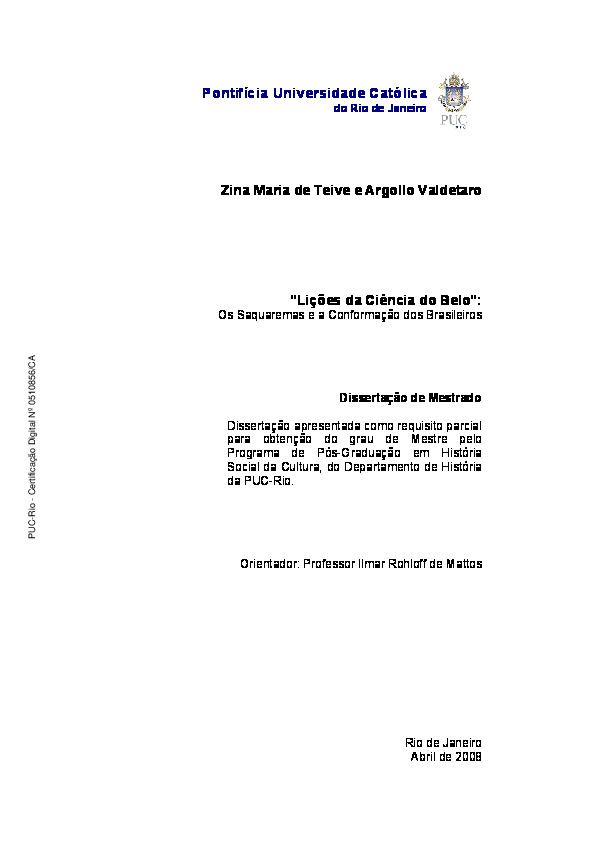 Pontifícia Universidade Católica
do Rio de Janeiro
PUC
RIO
Zina Maria de Teive e Argollo Valdetaro
"Lições da Ciência do Belo":
Os Saquaremas e a Conformação dos Brasileiros
Dissertação de Mestrado
Dissertação apresentada como requisito parcial
para obtenção do grau de Mestre pelo
Programa de Pós-Graduação em História
Social da Cultura, do Departamento de História
da PUC-Rio.
Orientador: Professor Ilmar Rohloff de Mattos
Rio de Janeiro
Abril de 2008
PUC-Rio - Certificação Digital Nº 0510856/CA